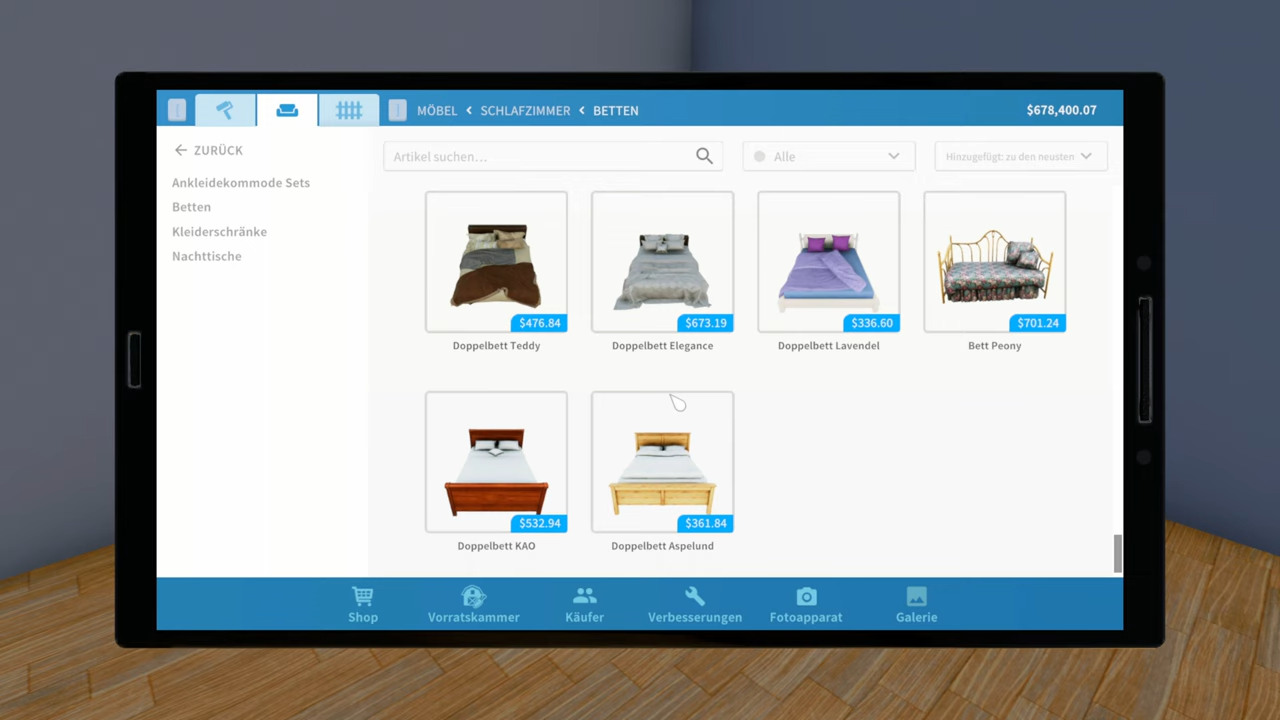 MÖBEL < SCHLAFZIMMER < BETTEN
$678,400.07
ZURÜCK
Ankleidekommode Sets
Betten
Kleiderschränke
Nachttische
Artikel suchen...
Alle
Hinzugefügt: zu den neusten
$476.84
$673.19
$336.60
$701.24
Doppelbett Teddy
Doppelbett Elegance
Doppelbett Lavendel
Bett Peony
$532.94
$361.84
Doppelbett KAO
Doppelbett Aspelund
Shop
Vorratskammer
Käufer
Verbesserungen
Fotoapparat
Galerie